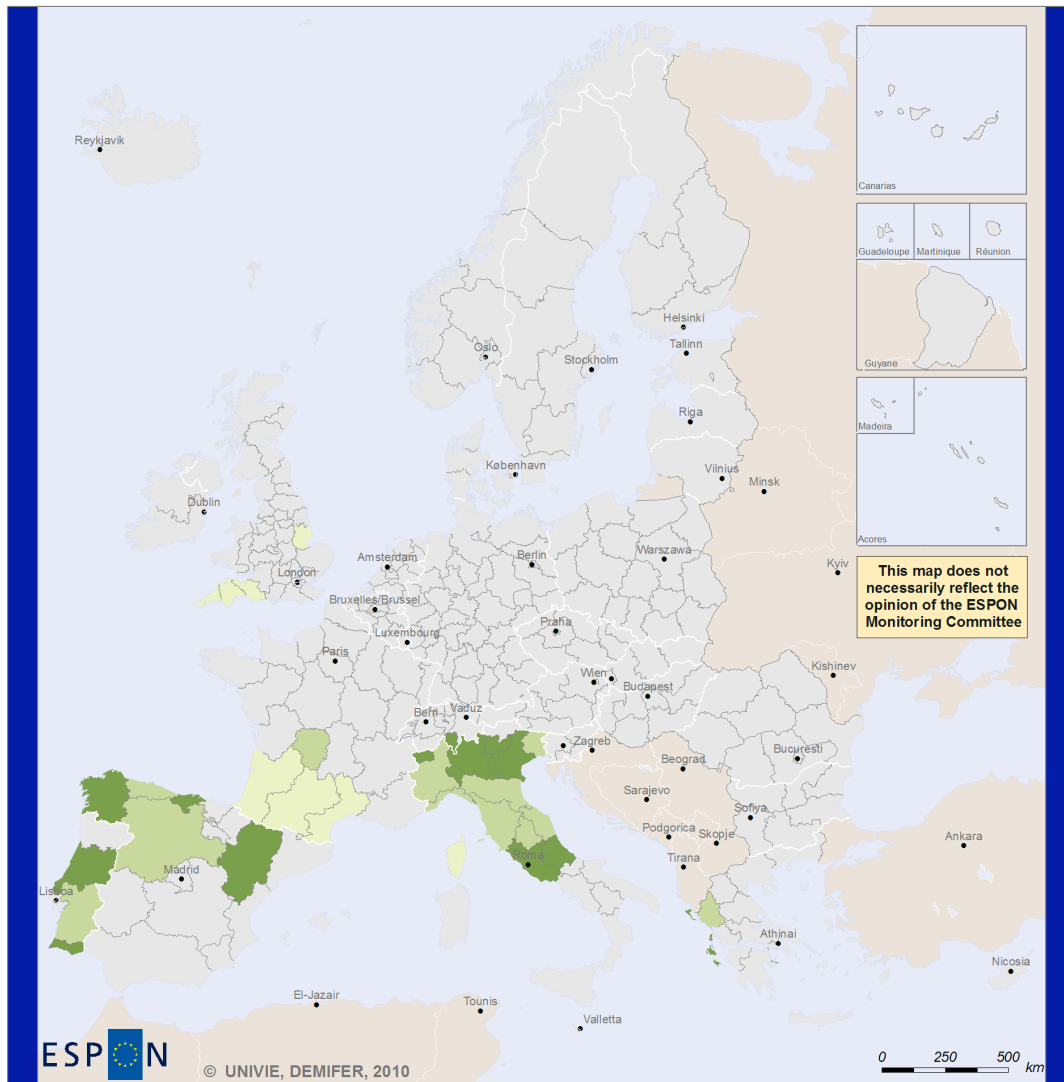 Reykjavik
Canarias
Guadeloupe
Martinique
Réunion
Helsinki
Tallinn
Oslo
Stockholm
Guyane
Riga
Madeira
København
Vilnius
Minsk
Dublin
Acores
Amsterdam
Berlin
Warszawa
Kyiv
London
This map does not
necessarily reflect the
opinion of the ESPON
Monitoring Committee
Bruxelles/Brussel
Praha
Luxembourg
Paris
Kishinev
Wien
Budapest
Bern
Vaduz
Zagreb
Bucuresti
Beograd
Sarajevo
Sofiya
Podgorica
Skopje
Ankara
Roma
Tirana
Madrid
Lisboa
Athinai
Nicosia
El-Jazair
Tounis
Valletta
ESPON
© UNIVIE, DEMIFER, 2010
0 250 500
km